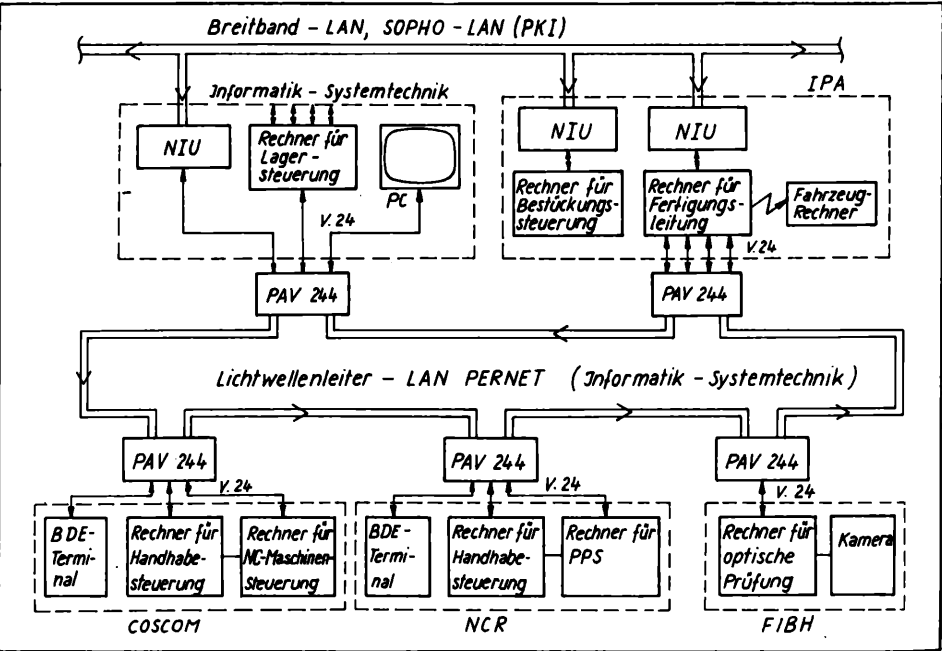 Breitband - LAN, SOPHO - LAN (PKI)
Informatik - Systemtechnik
IPA
NIU
Rechner für
Lager-
steuerung
PC
V.24
NIU
NIU
Rechner für
Bestückungs-
steuerung
Rechner für
Fertigungs-
leitung
Fahrzeug-
Rechner
V.24
PAV 244
PAV 244
Lichtwellenleiter - LAN PERNET (Informatik - Systemtechnik)
PAV 244
PAV 244
PAV 244
V.24
V.24
V.24
BDE-
Termi-
nal
Rechner für
Handhabe-
steuerung
Rechner für
NC-Maschinen-
steuerung
BDE-
Termi-
nal
Rechner für
Handhabe-
steuerung
Rechner für
PPS
Rechner für
optische
Prüfung
Kamera
COSCOM
NCR
FIBH